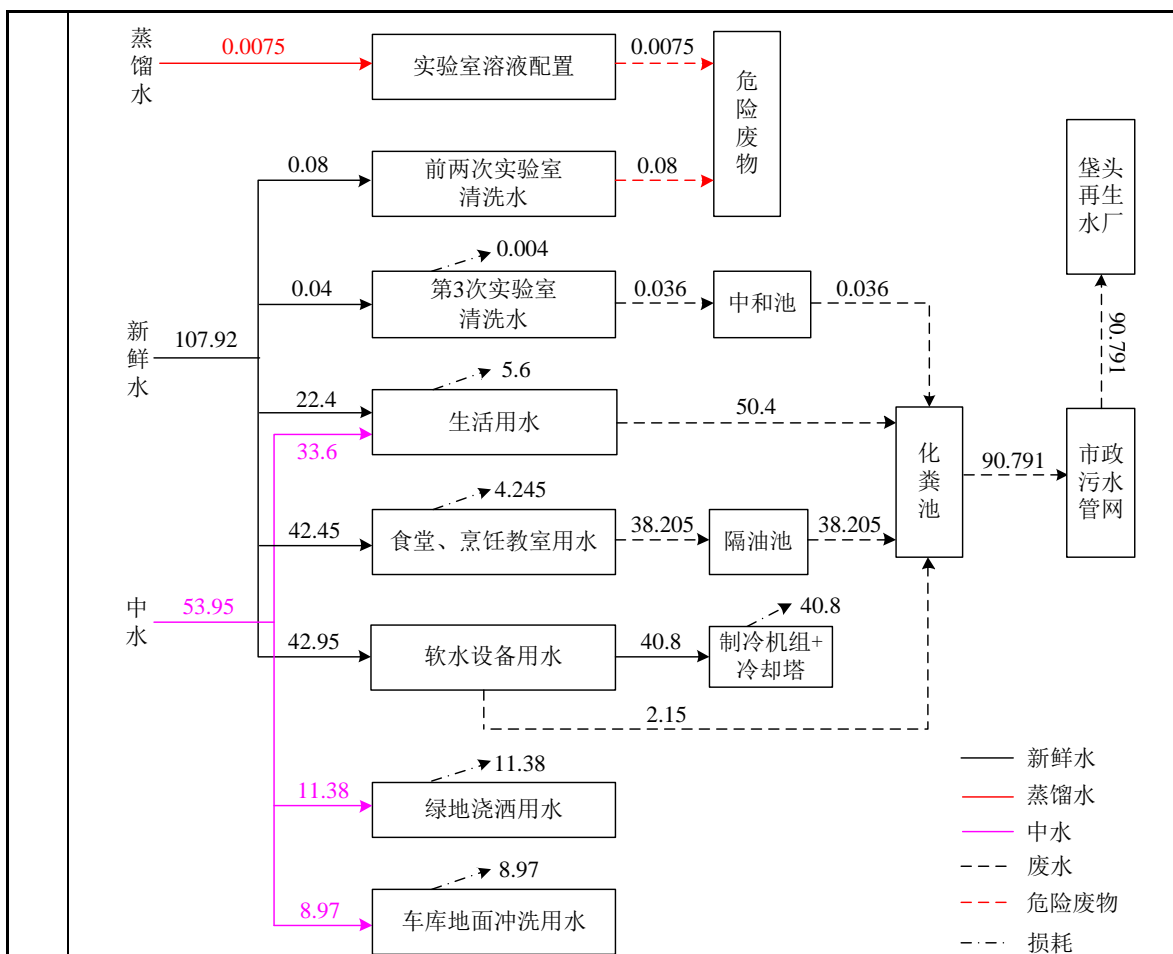 蒸馏水
0.0075
实验室溶液配置
0.0075
危险废物
0.08
前两次实验室
清洗水
0.08
垡头
再生
水厂
0.004
0.04
第3次实验室
清洗水
0.036
中和池
0.036
新鲜水
107.92
90.791
5.6
22.4
生活用水
50.4
33.6
化粪池
90.791
市政
污水
管网
4.245
42.45
食堂、烹饪教室用水
38.205
隔油池
38.205
中水
53.95
40.8
42.95
软水设备用水
40.8
制冷机组+
冷却塔
2.15
11.38
11.38
绿地浇洒用水
8.97
8.97
车库地面冲洗用水
新鲜水
蒸馏水
中水
废水
危险废物
损耗